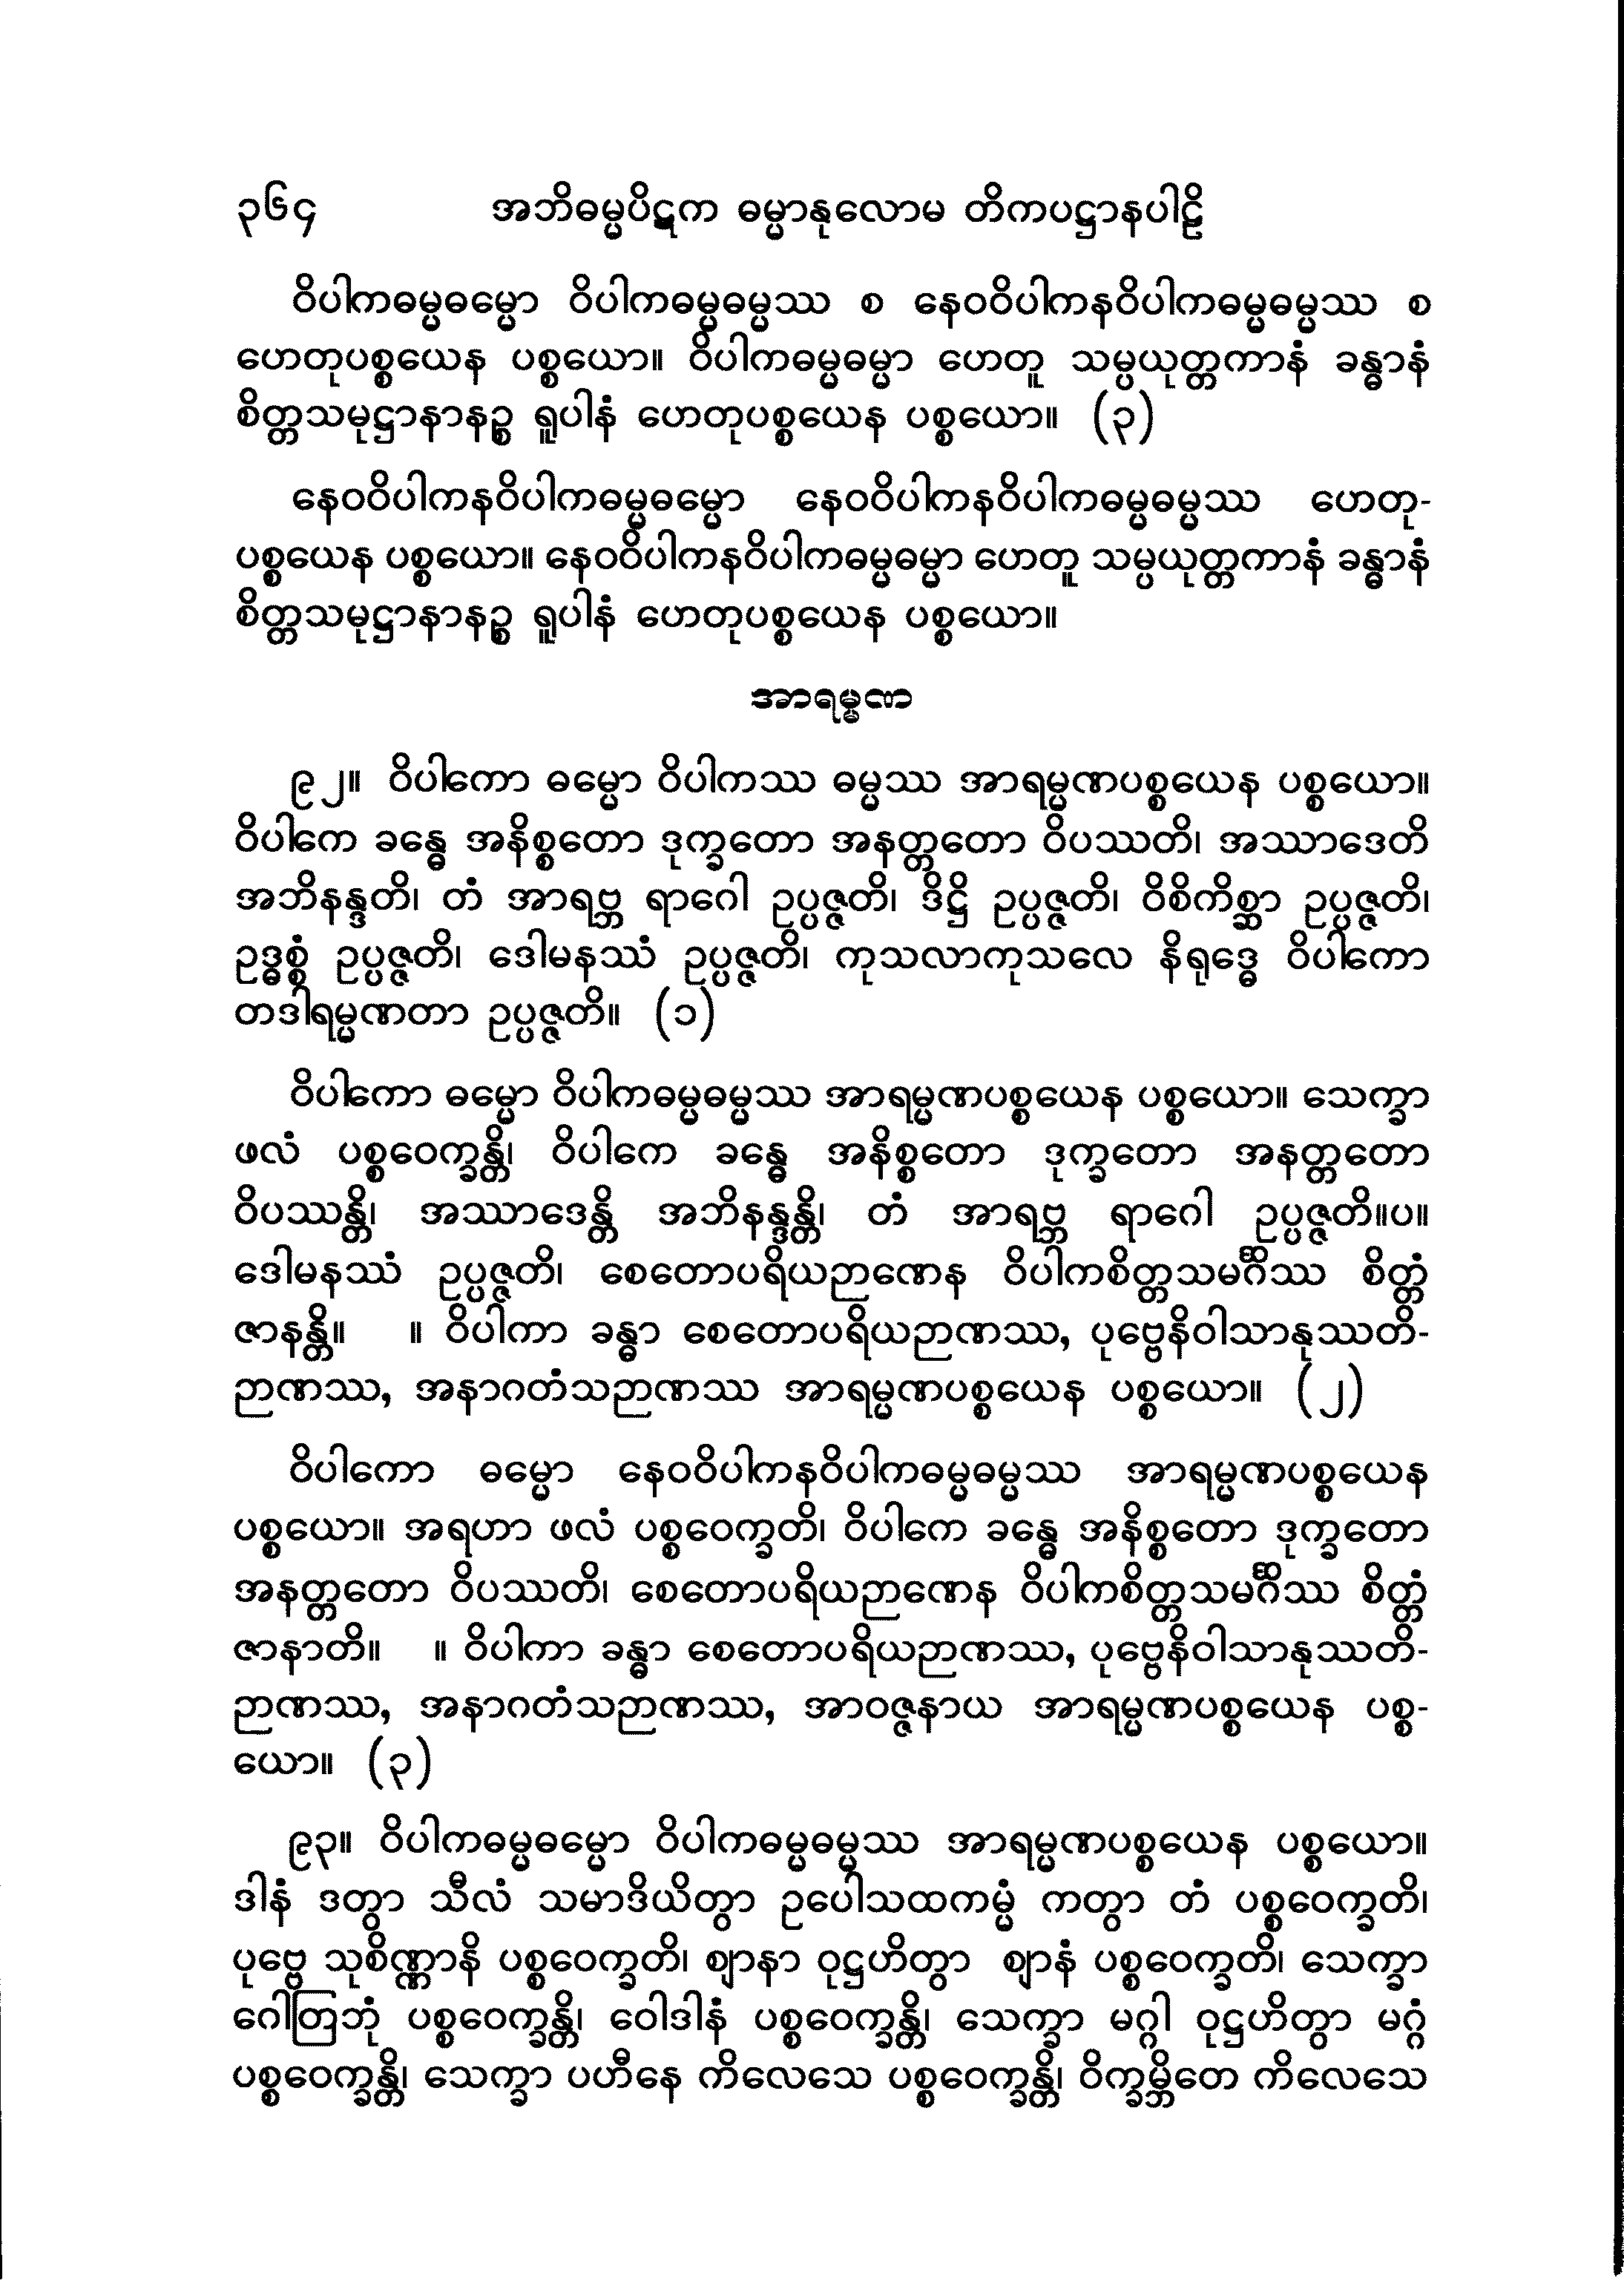 ၃၆၄ အဘိဓမ္မပိဋက ဓမ္မာနုလောမ တိကပဋ္ဌာနပါဠိ
ဝိပါကဓမ္မဓမ္မော ဝိပါကဓမ္မဓမ္မဿ စ နေဝဝိပါကနဝိပါကဓမ္မဓမ္မဿ စ
ဟေတုပစ္စယေန ပစ္စယော။ ဝိပါကဓမ္မဓမ္မာ ဟေတူ သမ္ပယုတ္တကာနံ ခန္ဓာနံ
စိတ္တသမုဋ္ဌာနာနဉ္စ ရူပါနံ ဟေတုပစ္စယေန ပစ္စယော။ (၃)
နေဝဝိပါကနဝိပါကဓမ္မဓမ္မော နေဝဝိပါကနဝိပါကဓမ္မဓမ္မဿ ဟေတု-
ပစ္စယေန ပစ္စယော။ နေဝဝိပါကနဝိပါကဓမ္မဓမ္မာ ဟေတူ သမ္ပယုတ္တကာနံ ခန္ဓာနံ
စိတ္တသမုဋ္ဌာနာနဉ္စ ရူပါနံ ဟေတုပစ္စယေန ပစ္စယော။
အာရမ္မဏ
၉၂။ ဝိပါကော ဓမ္မော ဝိပါကဿ ဓမ္မဿ အာရမ္မဏပစ္စယေန ပစ္စယော။
ဝိပါကေ ခန္ဓေ အနိစ္စတော ဒုက္ခတော အနတ္တတော ဝိပဿတိ၊ အဿာဒေတိ
အဘိနန္ဒတိ၊ တံ အာရဗ္ဘ ရာဂေါ ဥပ္ပဇ္ဇတိ၊ ဒိဋ္ဌိ ဥပ္ပဇ္ဇတိ၊ ဝိစိကိစ္ဆာ ဥပ္ပဇ္ဇတိ၊
ဥဒ္ဓစ္စံ ဥပ္ပဇ္ဇတိ၊ ဒေါမနဿံ ဥပ္ပဇ္ဇတိ၊ ကုသလာကုသလေ နိရုဒ္ဓေ ဝိပါကော
တဒါရမ္မဏတာ ဥပ္ပဇ္ဇတိ။ (၁)
ဝိပါကော ဓမ္မော ဝိပါကဓမ္မဓမ္မဿ အာရမ္မဏပစ္စယေန ပစ္စယော။ သေက္ခာ
ဖလံ ပစ္စဝေက္ခန္တိ၊ ဝိပါကေ ခန္ဓေ အနိစ္စတော ဒုက္ခတော အနတ္တတော
ဝိပဿန္တိ၊ အဿာဒေန္တိ အဘိနန္ဒန္တိ၊ တံ အာရဗ္ဘ ရာဂေါ ဥပ္ပဇ္ဇတိ။ပ။
ဒေါမနဿံ ဥပ္ပဇ္ဇတိ၊ စေတောပရိယဉာဏေန ဝိပါကစိတ္တသမင်္ဂိဿ စိတ္တံ
ဇာနန္တိ။ ။ ဝိပါကာ ခန္ဓာ စေတောပရိယဉာဏဿ, ပုဗ္ဗေနိဝါသာနုဿတိ-
ဉာဏဿ, အနာဂတံသဉာဏဿ အာရမ္မဏပစ္စယေန ပစ္စယော။ (၂)
ဝိပါကော ဓမ္မော နေဝဝိပါကနဝိပါကဓမ္မဓမ္မဿ အာရမ္မဏပစ္စယေန
ပစ္စယော။ အရဟာ ဖလံ ပစ္စဝေက္ခတိ၊ ဝိပါကေ ခန္ဓေ အနိစ္စတော ဒုက္ခတော
အနတ္တတော ဝိပဿတိ၊ စေတောပရိယဉာဏေန ဝိပါကစိတ္တသမင်္ဂိဿ စိတ္တံ
ဇာနာတိ။ ။ ဝိပါကာ ခန္ဓာ စေတောပရိယဉာဏဿ, ပုဗ္ဗေနိဝါသာနုဿတိ-
ဉာဏဿ, အနာဂတံသဉာဏဿ, အာဝဇ္ဇနာယ အာရမ္မဏပစ္စယေန ပစ္စ-
ယော။ (၃)
၉၃။ ဝိပါကဓမ္မဓမ္မော ဝိပါကဓမ္မဓမ္မဿ အာရမ္မဏပစ္စယေန ပစ္စယော။
ဒါနံ ဒတွာ သီလံ သမာဒိယိတွာ ဥပေါသထကမ္မံ ကတွာ တံ ပစ္စဝေက္ခတိ၊
ပုဗ္ဗေ သုစိဏ္ဏာနိ ပစ္စဝေက္ခတိ၊ ဈာနာ ဝုဋ္ဌဟိတွာ ဈာနံ ပစ္စဝေက္ခတိ၊ သေက္ခာ
ဂေါတြဘုံ ပစ္စဝေက္ခန္တိ၊ ဝေါဒါနံ ပစ္စဝေက္ခန္တိ၊ သေက္ခာ မဂ္ဂါ ဝုဋ္ဌဟိတွာ မဂ္ဂံ
ပစ္စဝေက္ခန္တိ၊ သေက္ခာ ပဟီနေ ကိလေသေ ပစ္စဝေက္ခန္တိ၊ ဝိက္ခမ္ဘိတေ ကိလေသေ